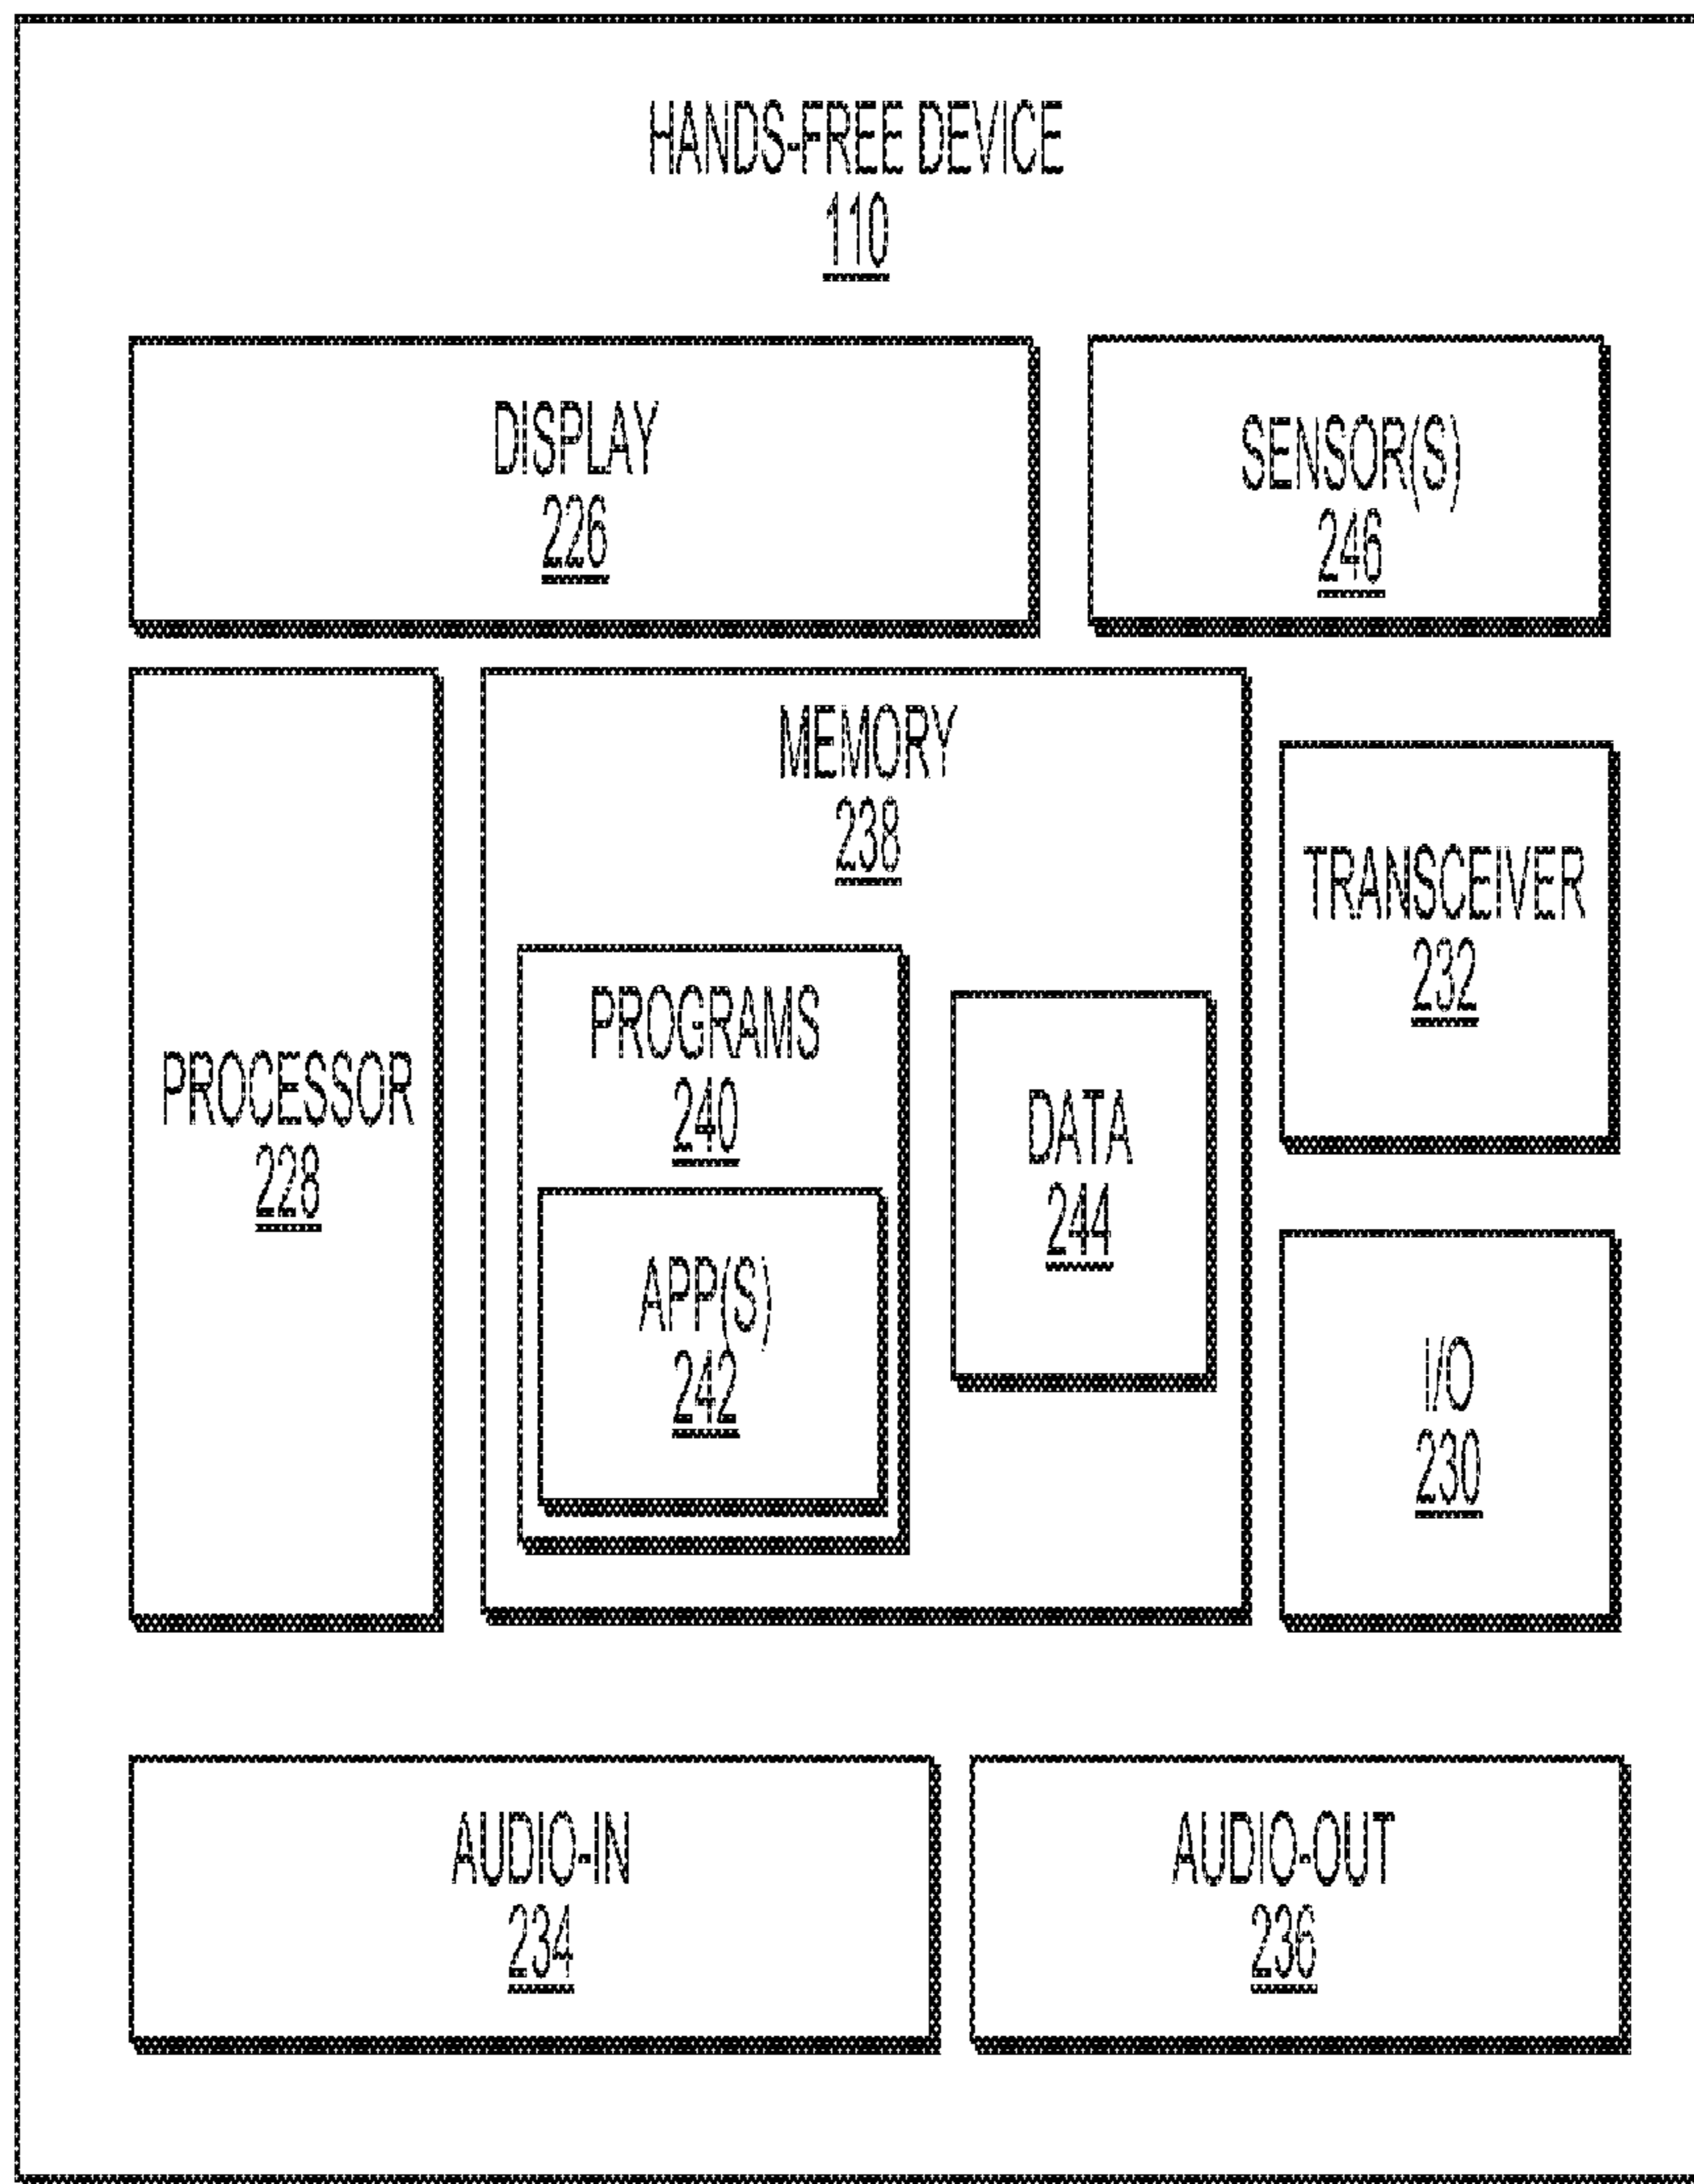 HANDS-FREE DEVICE
110
DISPLAY
226
SENSOR(S)
246
PROCESSOR
228
MEMORY
238
PROGRAMS
240
APP(S)
242
DATA
244
TRANSCEIVER
232
I/O
230
AUDIO-IN
234
AUDIO-OUT
236